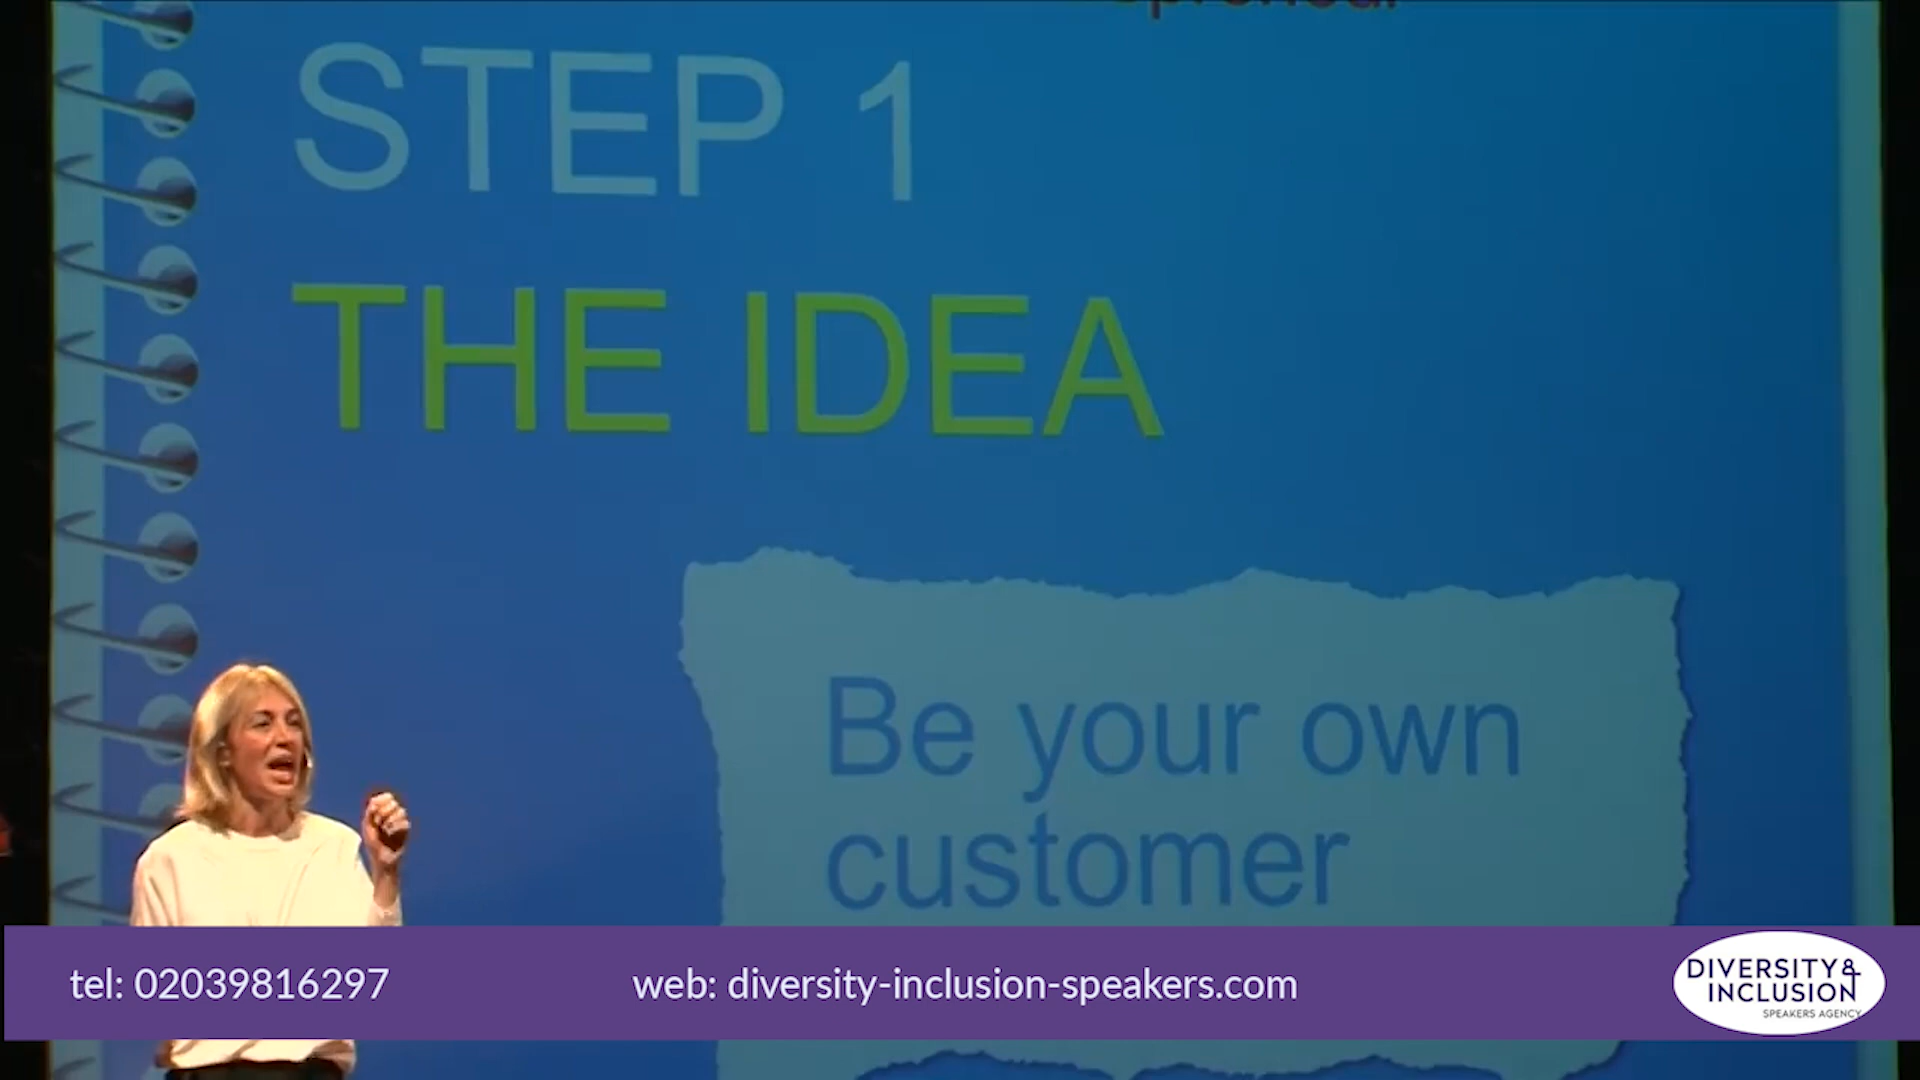 STEP 1
THE IDEA
Be your own
customer
tel: 02039816297
web: diversity-inclusion-speakers.com
DIVERSITY&
INCLUSION
SPEAKERS AGENCY